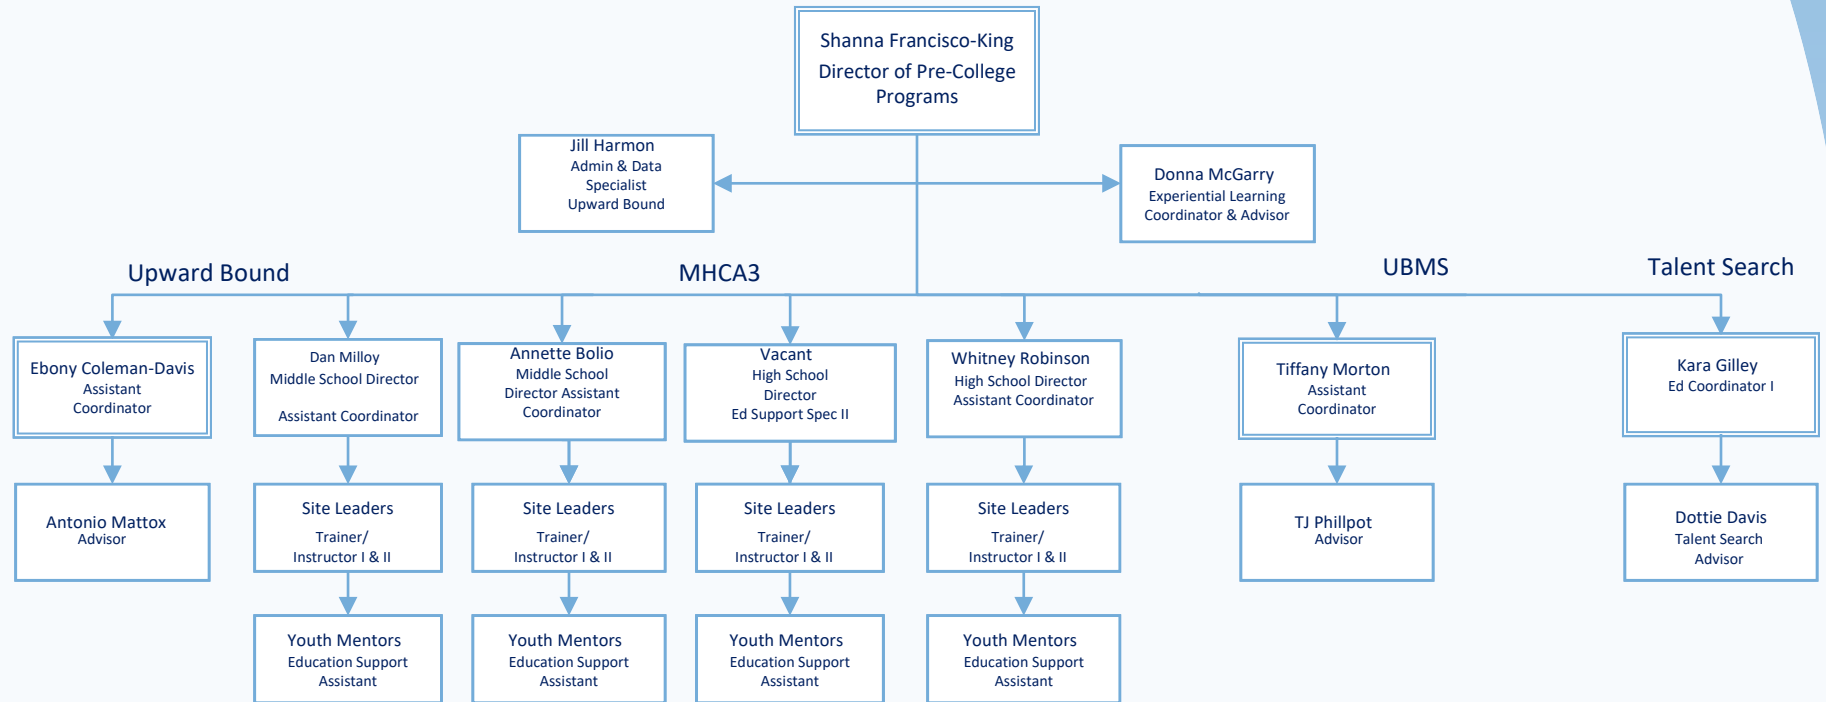 Shanna Francisco-King
Director of Pre-College
Programs
Jill Harmon
Admin & Data
Specialist
Upward Bound
Donna McGarry
Experiential Learning
Coordinator & Advisor
Upward Bound
MHCA3
UBMS
Talent Search
Ebony Coleman-Davis
Assistant
Coordinator
Dan Milloy
Middle School Director
Assistant Coordinator
Annette Bolio
Middle School
Director Assistant
Coordinator
Vacant
High School
Director
Ed Support Spec II
Whitney Robinson
High School Director
Assistant Coordinator
Tiffany Morton
Assistant
Coordinator
Kara Gilley
Ed Coordinator I
Antonio Mattox
Advisor
Site Leaders
Trainer/
Instructor I & II
Site Leaders
Trainer/
Instructor I & II
Site Leaders
Trainer/
Instructor I & II
Site Leaders
Trainer/
Instructor I & II
TJ Phillpot
Advisor
Dottie Davis
Talent Search
Advisor
Youth Mentors
Education Support
Assistant
Youth Mentors
Education Support
Assistant
Youth Mentors
Education Support
Assistant
Youth Mentors
Education Support
Assistant